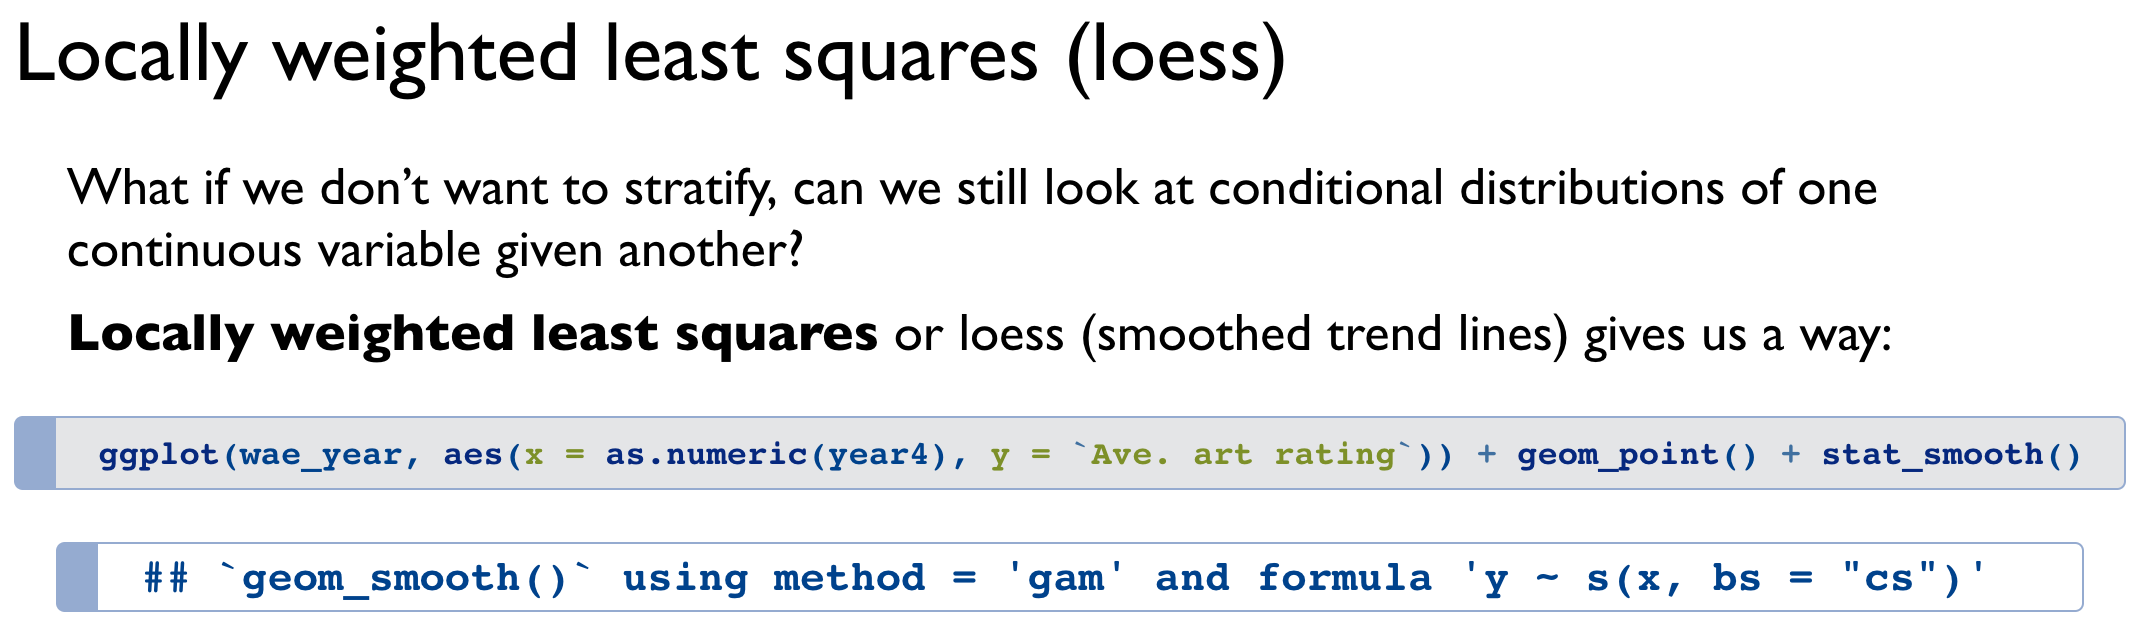 Locally weighted least squares (loess)
What if we don’t want to stratify, can we still look at conditional distributions of one
continuous variable given another?
Locally weighted least squares or loess (smoothed trend lines) gives us a way:
ggplot(wae_year, aes(x = as.numeric(year4), y = `Ave. art rating`)) + geom_point() + stat_smooth()
## `geom_smooth()` using method = 'gam' and formula 'y ~ s(x, bs = "cs")'